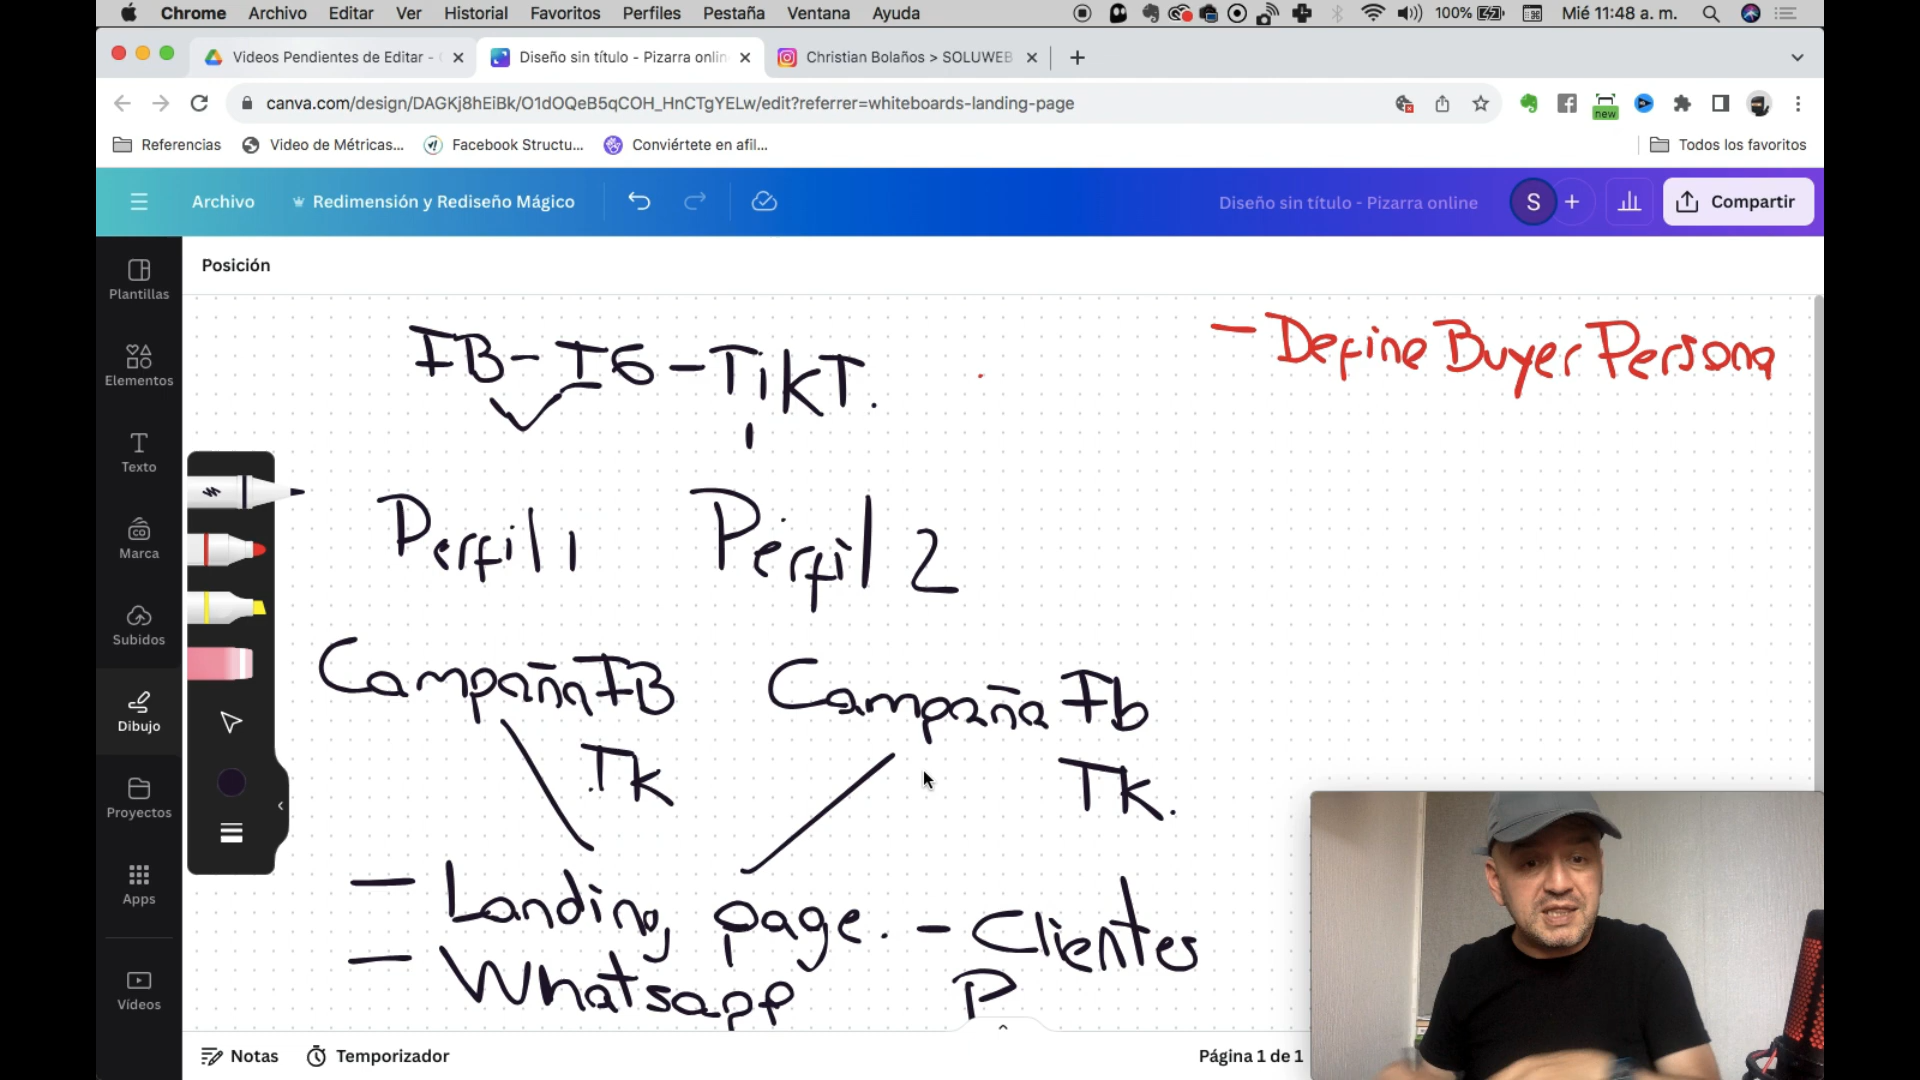 Chrome Archivo Editar Ver Historial Favoritos Perfiles Pestaña Ventana Ayuda 100% Mié 11:48 a. m.
Videos Pendientes de Editar - Diseño sin título - Pizarra onlin Christian Bolaños > SOLUWEB
canva.com/design/DAGKj8hEiBk/O1dOQeB5qCOH_HnCTgYELw/edit?referrer=whiteboards-landing-page
new
Referencias Video de Métricas... Facebook Structu... Conviértete en afil... Todos los favoritos
Archivo Redimensión y Rediseño Mágico Diseño sin título - Pizarra online S + Compartir
Posición
Plantillas
Elementos
Texto
Marca
Subidos
Dibujo
Proyectos
Apps
Vídeos
FB - IG - TikT.
- Define Buyer Persona
Perfil 1 Perfil 2
Campaña FB Campaña Fb
TK TK.
- Landing page. - Clientes
- Whatsapp P
Notas Temporizador Página 1 de 1